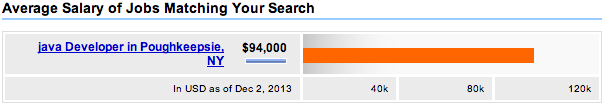 Average Salary of Jobs Matching Your Search
java Developer in Poughkeepsie, $94,000
NY
In USD as of Dec 2, 2013 40k 80k 120k